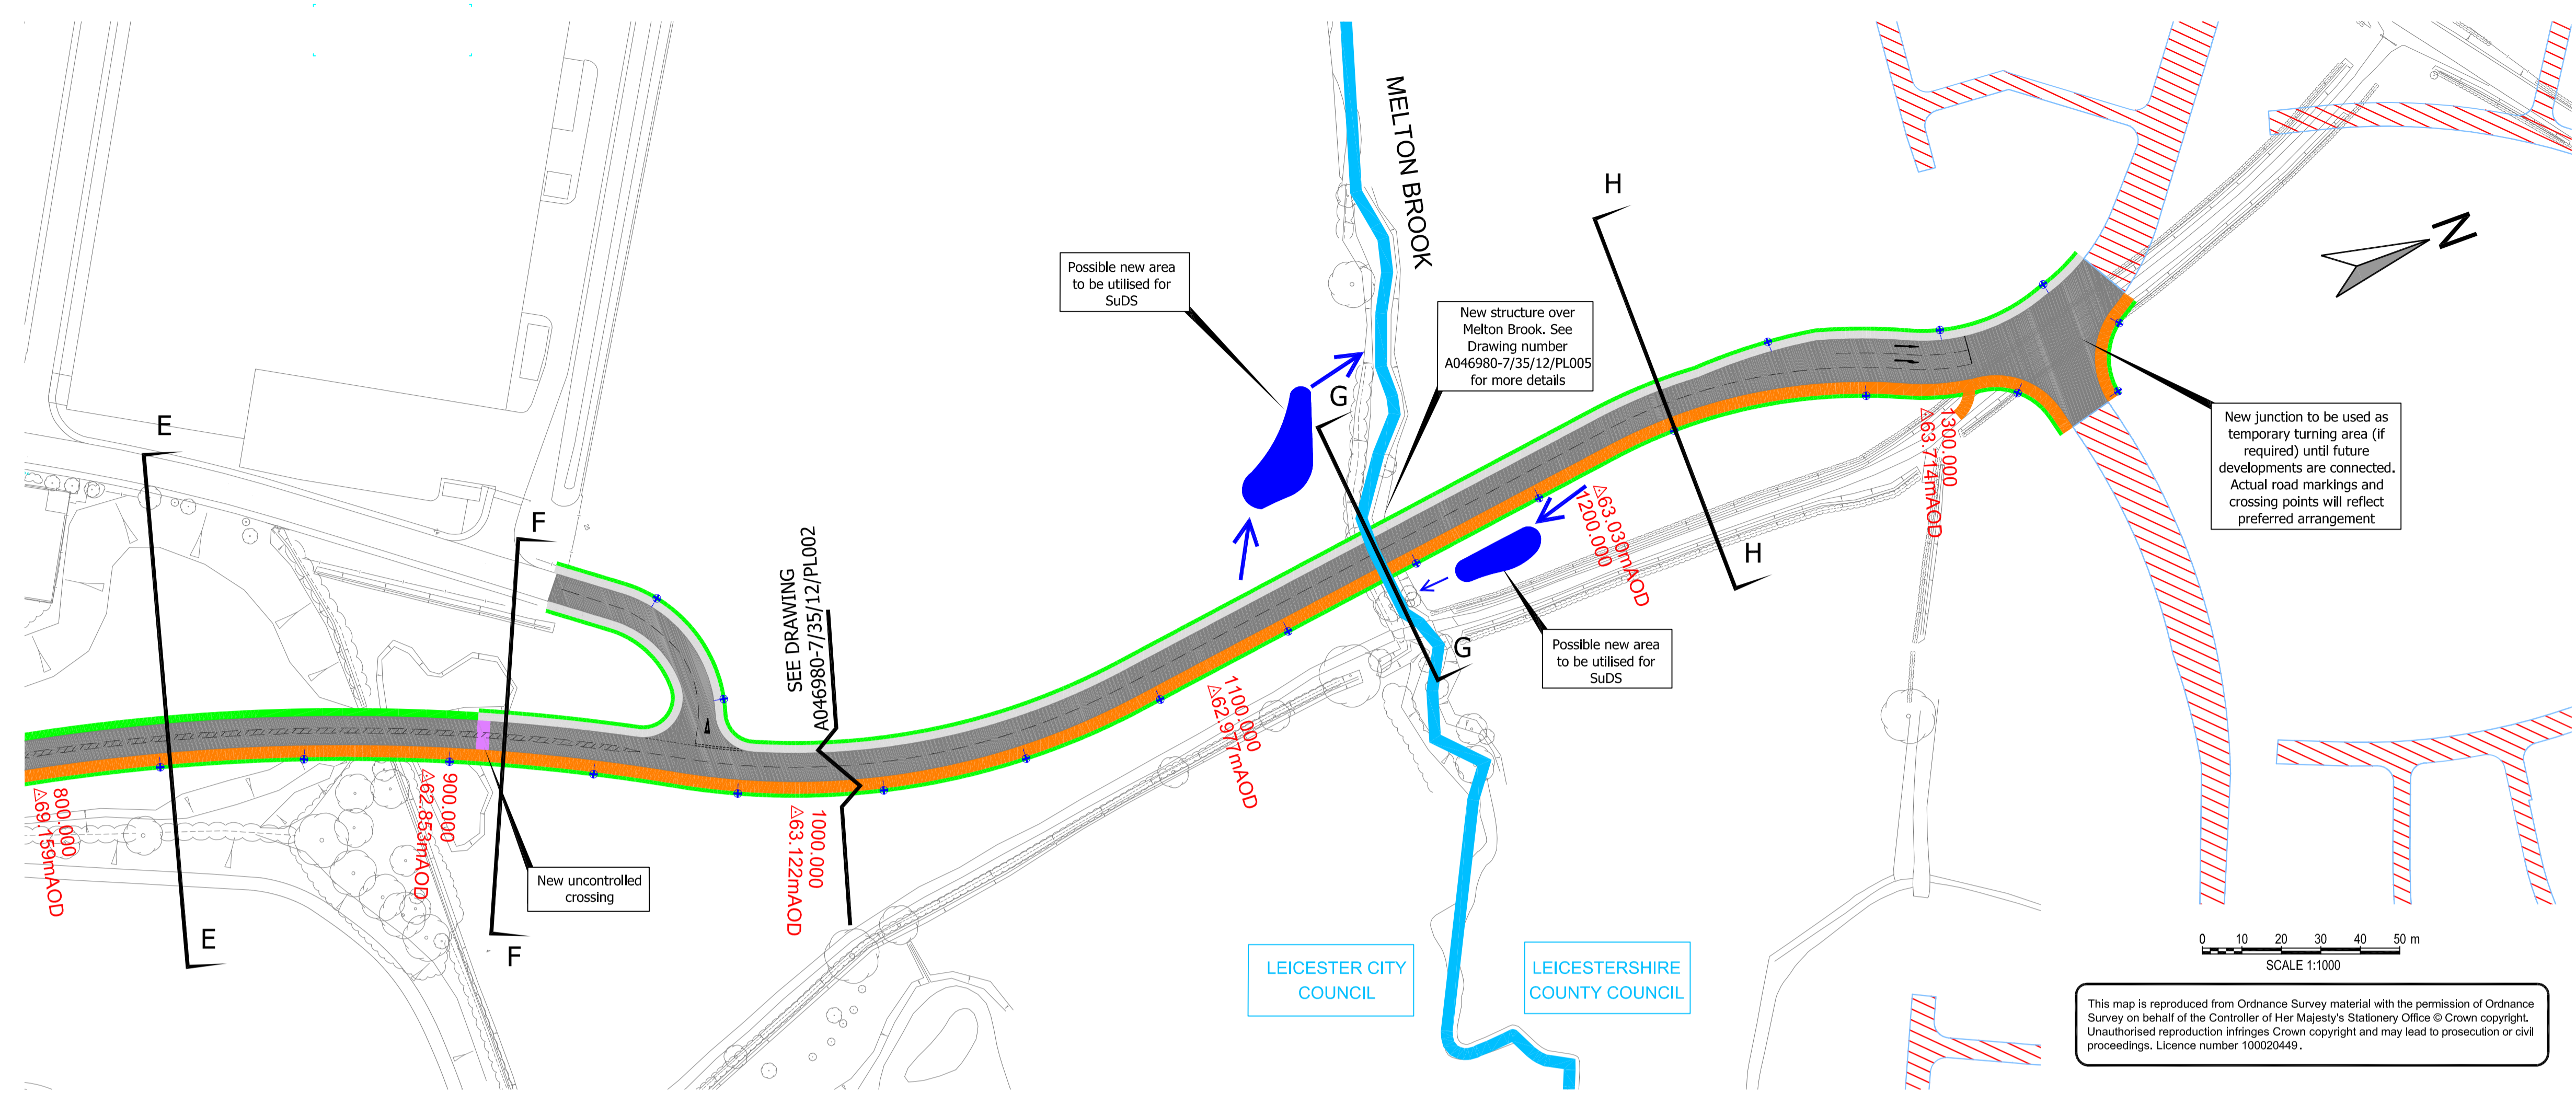 MELTON BROOK
N
H
Possible new area
to be utilised for
SuDS
New structure over
Melton Brook. See
Drawing number
A046980-7/35/12/PL005
for more details
G
E
F
New junction to be used as
temporary turning area (if
required) until future
developments are connected.
Actual road markings and
crossing points will reflect
preferred arrangement
1300.000
63.714mAOD
63.030mAOD
1200.000
H
SEE DRAWING
A046980-7/35/12/PL002
G
Possible new area
to be utilised for
SuDS
1100.000
62.977mAOD
800.000
69.159mAOD
900.000
62.853mAOD
1000.000
63.122mAOD
New uncontrolled
crossing
E
F
LEICESTER CITY
COUNCIL
LEICESTERSHIRE
COUNTY COUNCIL
0 10 20 30 40 50 m
SCALE 1:1000
This map is reproduced from Ordnance Survey material with the permission of Ordnance
Survey on behalf of the Controller of Her Majesty's Stationery Office © Crown copyright.
Unauthorised reproduction infringes Crown copyright and may lead to prosecution or civil
proceedings. Licence number 100020449.